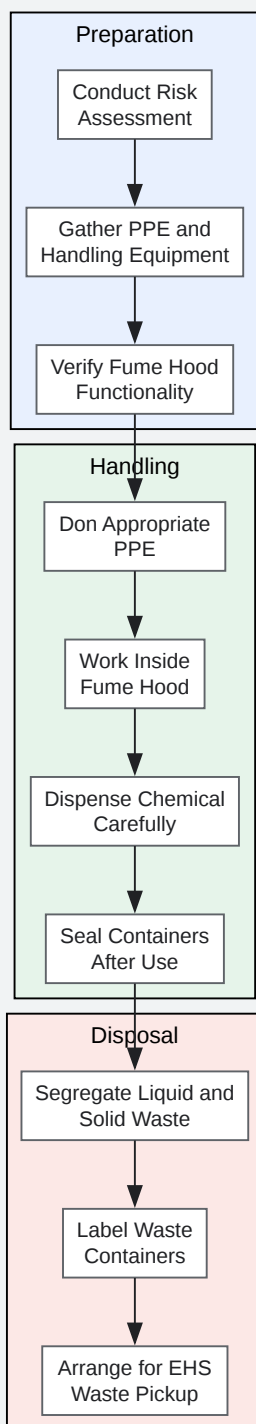 Preparation
Conduct Risk
Assessment
Gather PPE and
Handling Equipment
Verify Fume Hood
Functionality
Handling
Don Appropriate
PPE
Work Inside
Fume Hood
Dispense Chemical
Carefully
Seal Containers
After Use
Disposal
Segregate Liquid and
Solid Waste
Label Waste
Containers
Arrange for EHS
Waste Pickup